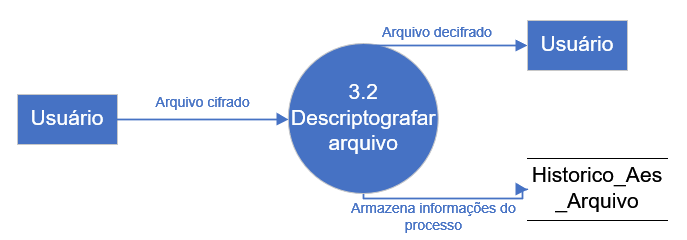 Usuário
Arquivo cifrado
3.2
Descriptografar
arquivo
Arquivo decifrado
Usuário
Armazena informações do
processo
Historico_Aes
_Arquivo